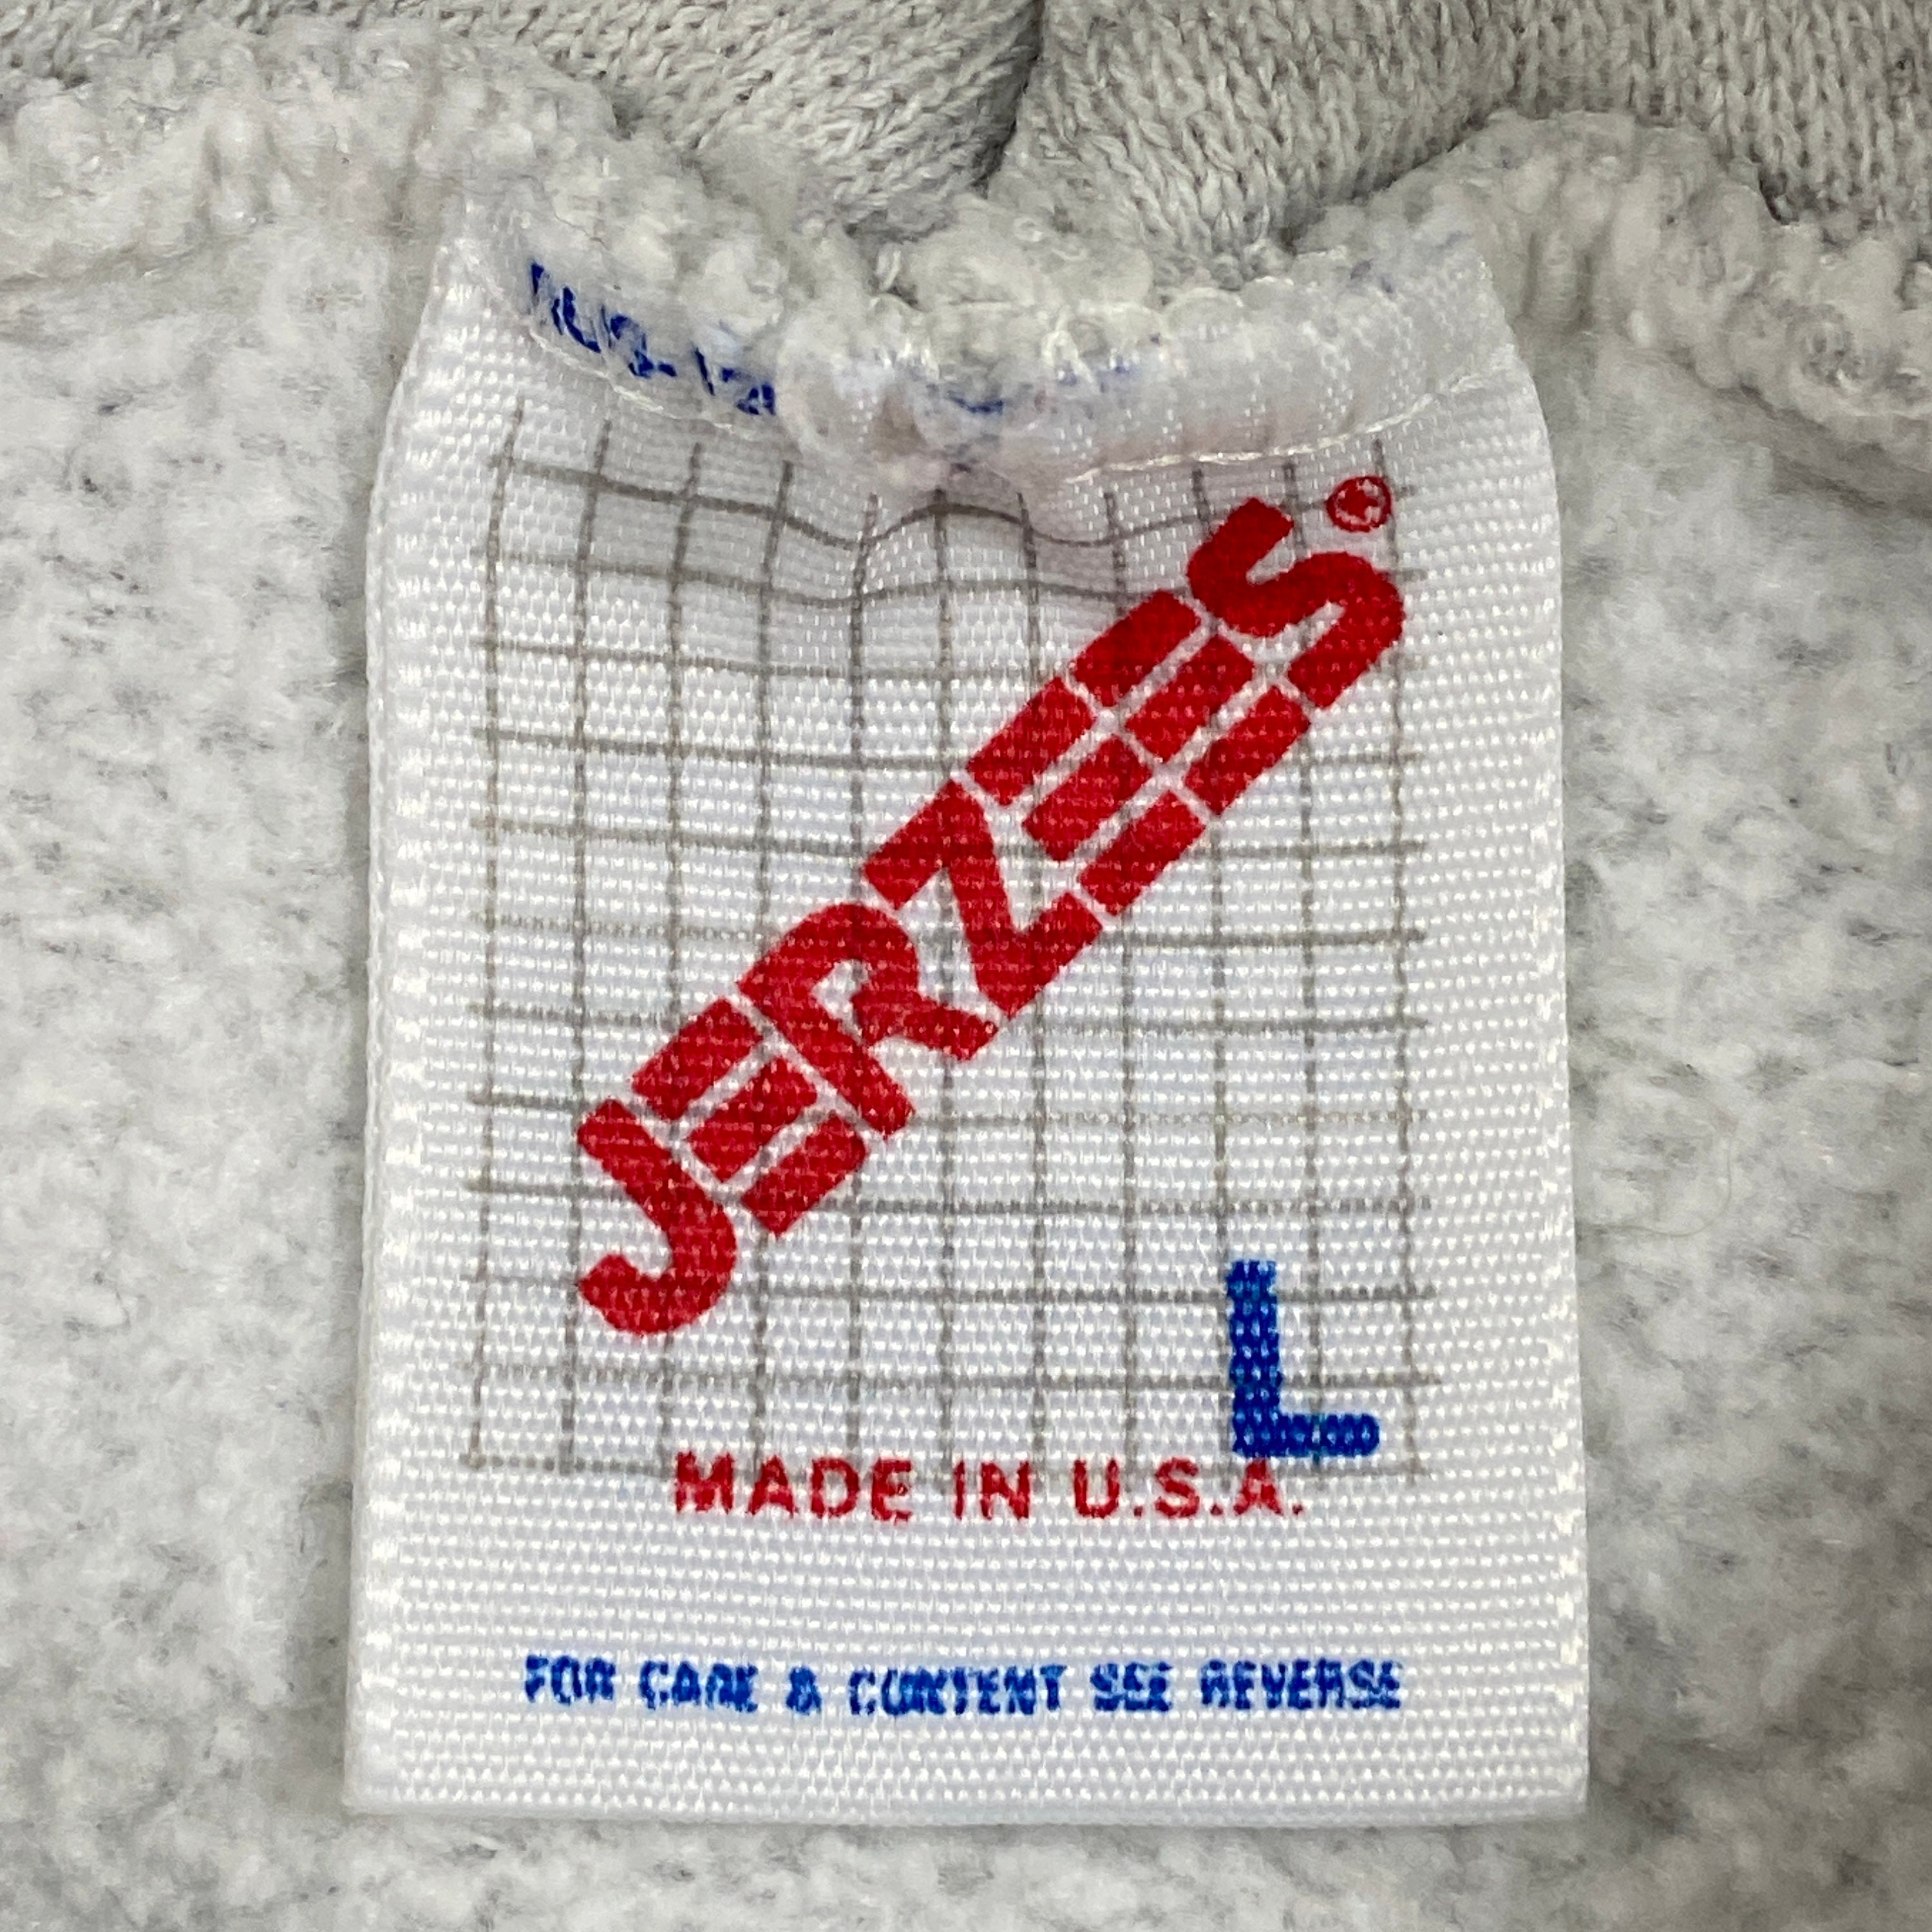 JERZEES®
L
MADE IN U.S.A.
FOR CARE & CONTENT SEE REVERSE